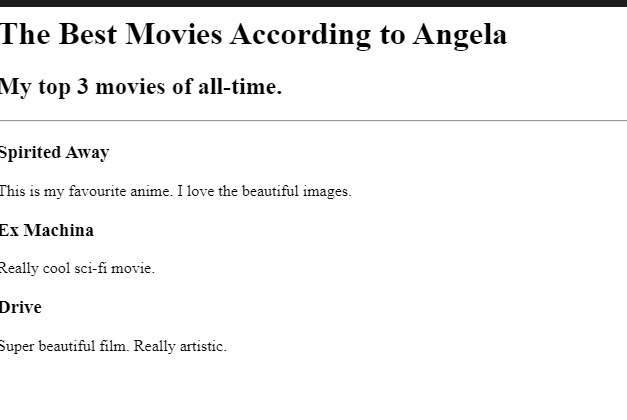 The Best Movies According to Angela
My top 3 movies of all-time.
Spirited Away
This is my favourite anime. I love the beautiful images.
Ex Machina
Really cool sci-fi movie.
Drive
Super beautiful film. Really artistic.